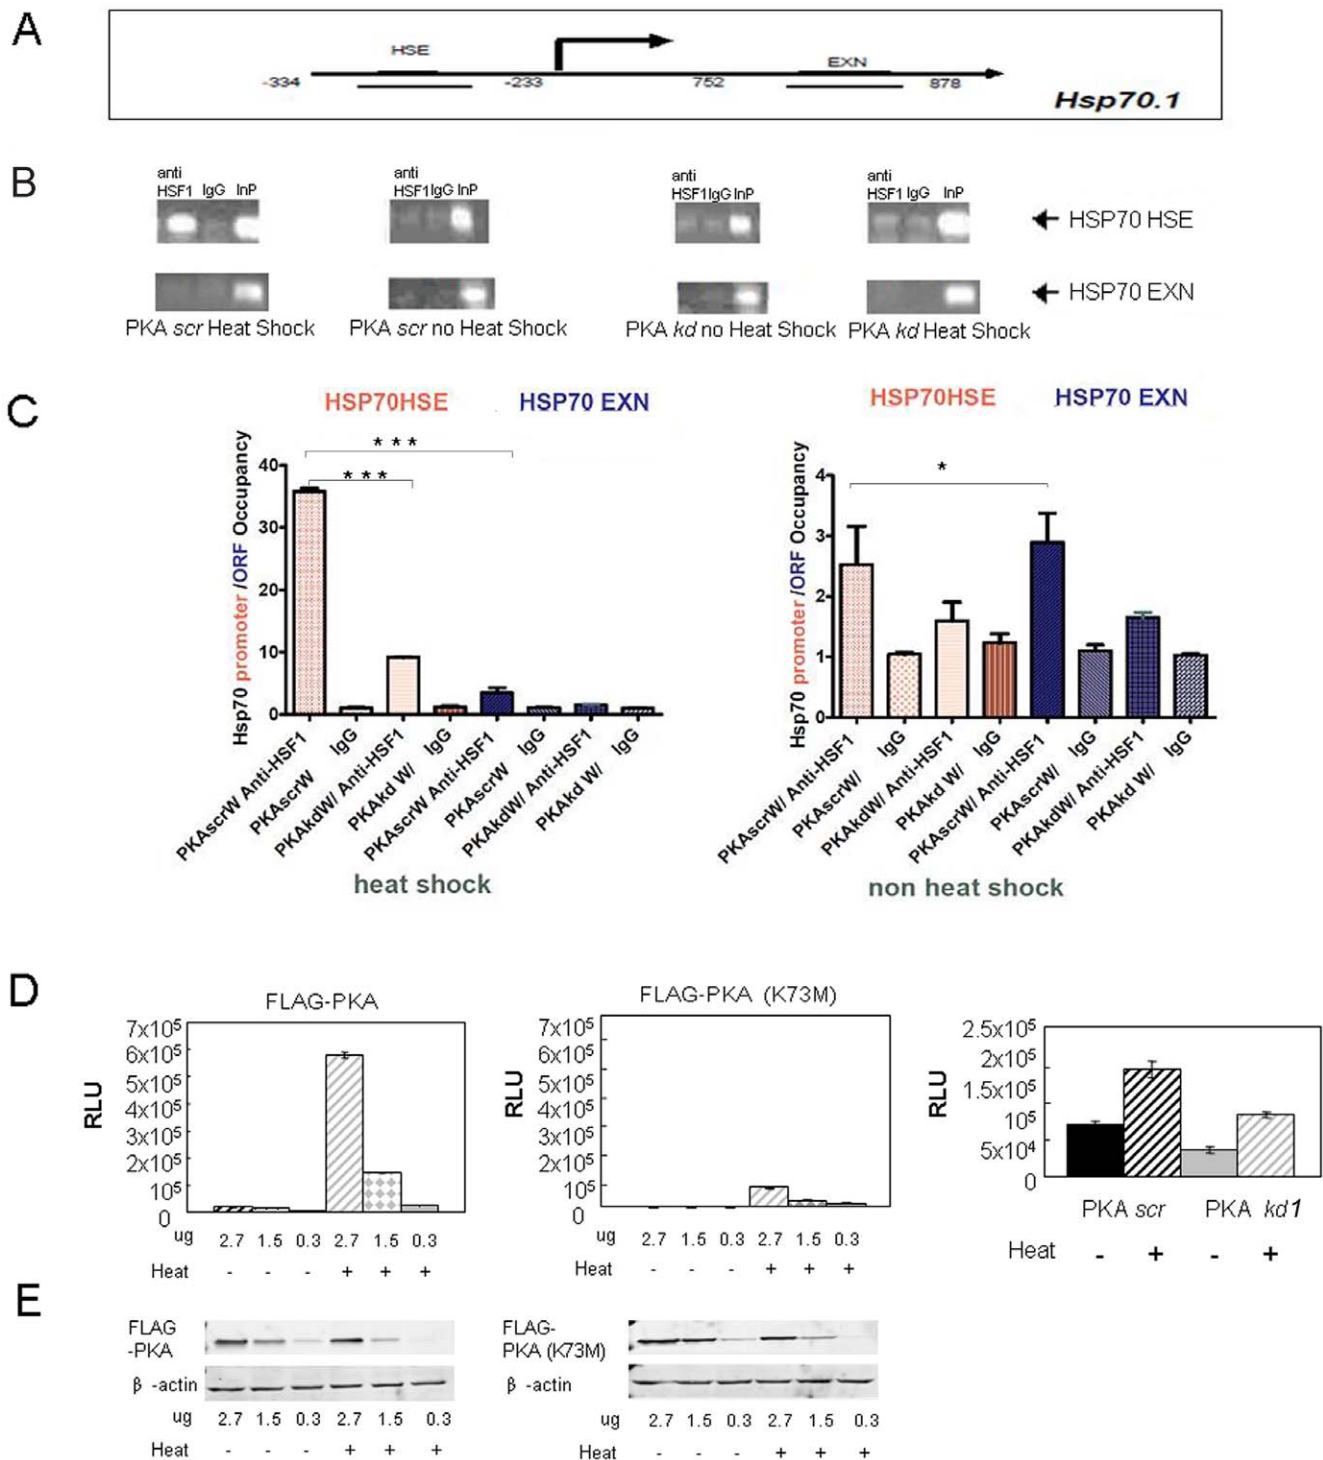 A
HSE
EXN
-334
-233
752
878
Hsp70.1
B
anti
HSF1 IgG InP
anti
HSF1 IgG InP
anti
HSF1 IgG InP
anti
HSF1 IgG InP
HSP70 HSE
HSP70 EXN
PKA scr Heat Shock
PKA scr no Heat Shock
PKA kd no Heat Shock
PKA kd Heat Shock
C
HSP70HSE
HSP70 EXN
Hsp70 promoter /ORF Occupancy
40
30
20
10
0
* * *
* * *
PKAscrW Anti-HSF1
PKAscrW IgG
PKAkdW/ Anti-HSF1
PKAkd W/ IgG
PKAscrW Anti-HSF1
PKAscrW IgG
PKAkdW/ Anti-HSF1
PKAkd W/ IgG
heat shock
HSP70HSE
HSP70 EXN
Hsp70 promoter /ORF Occupancy
4
3
2
1
0
*
PKAscrW/ Anti-HSF1
PKAscrW/ IgG
PKAkdW/ Anti-HSF1
PKAkd W/ IgG
PKAscrW/ Anti-HSF1
PKAscrW/ IgG
PKAkdW/ Anti-HSF1
PKAkd W/ IgG
non heat shock
D
FLAG-PKA
RLU
7x10⁵
6x10⁵
5x10⁵
4x10⁵
3x10⁵
2x10⁵
10⁵
0
ug 2.7 1.5 0.3 2.7 1.5 0.3
Heat - - - + + +
FLAG-PKA (K73M)
RLU
7x10⁵
6x10⁵
5x10⁵
4x10⁵
3x10⁵
2x10⁵
10⁵
0
ug 2.7 1.5 0.3 2.7 1.5 0.3
Heat - - - + + +
RLU
2.5x10⁵
2x10⁵
1.5x10⁵
10⁵
5x10⁴
0
PKA scr PKA kd1
Heat - + - +
E
FLAG
-PKA
β -actin
ug 2.7 1.5 0.3 2.7 1.5 0.3
Heat - - - + + +
FLAG-
PKA (K73M)
β -actin
ug 2.7 1.5 0.3 2.7 1.5 0.3
Heat - - - + + +